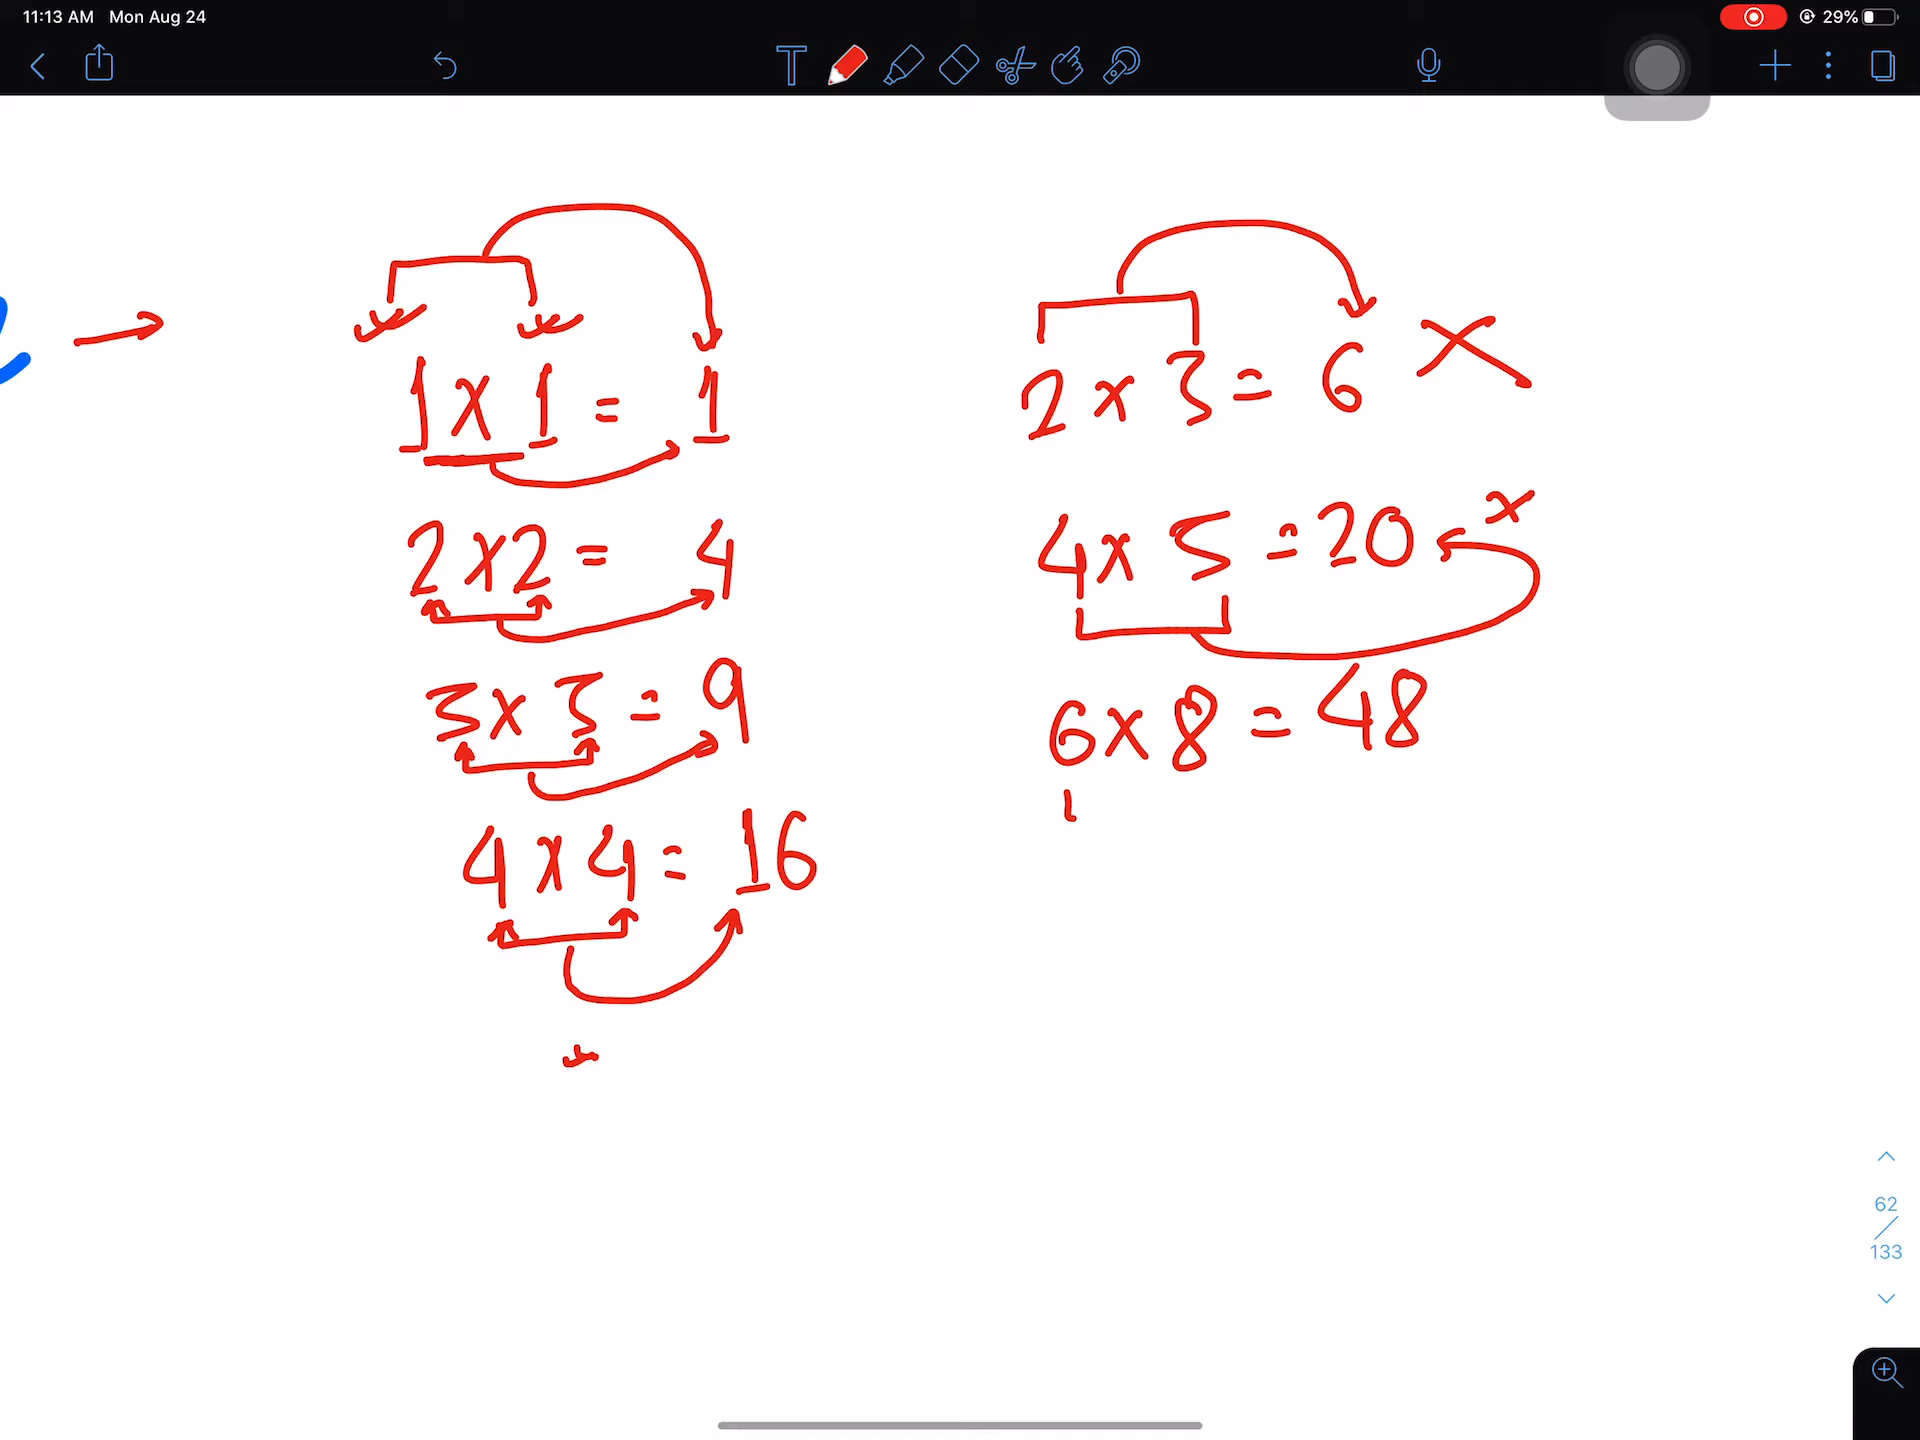 11:13 AM Mon Aug 24
29%
T
1 x 1 = 1
2 x 2 = 4
3 x 3 = 9
4 x 4 = 16
2 x 3 = 6 x
4 x 5 = 20 x
6 x 8 = 48
62
133